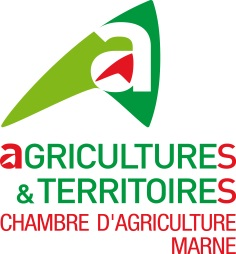 a
aGRICULTURES
& TERRITOIRES
CHAMBRE D'AGRICULTURE
MARNE